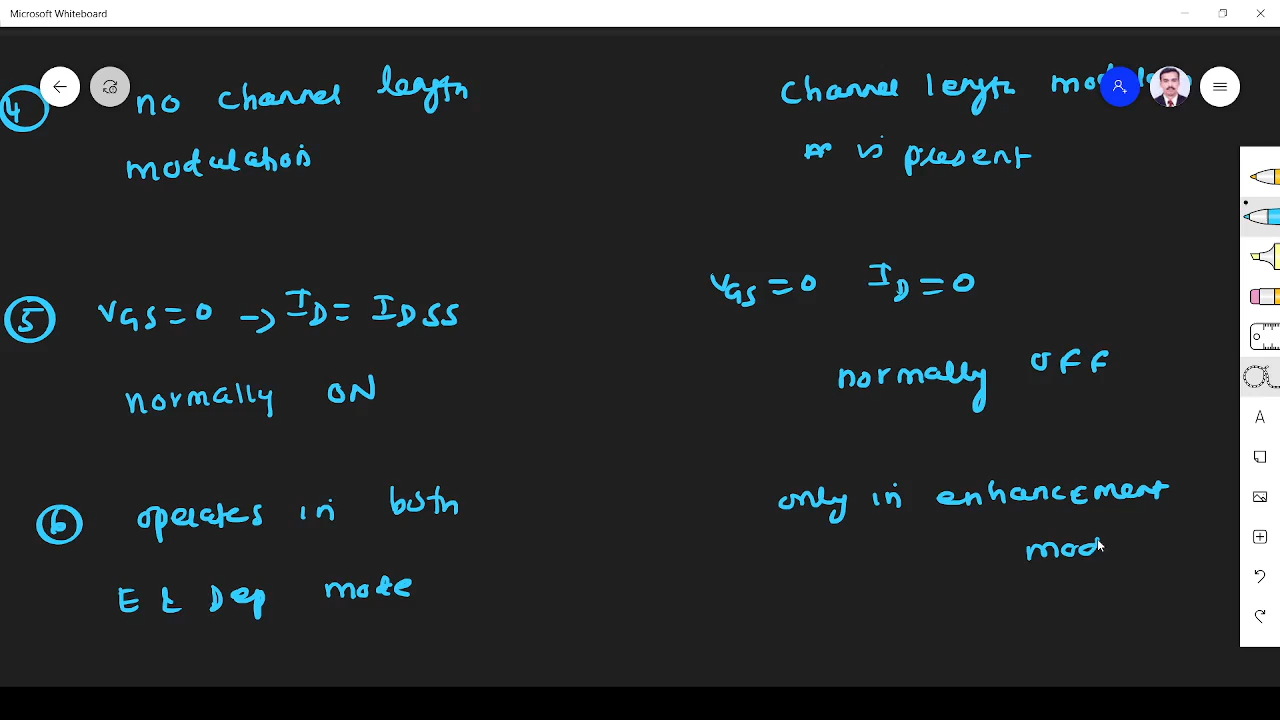 Microsoft Whiteboard
4 no channel length
modulation
channel length
is present
5 VGS = 0 -> ID = IDSS
normally ON
VGS = 0 ID = 0
normally OFF
6 operates in both
E & Dep mode
only in enhancement
mod
A